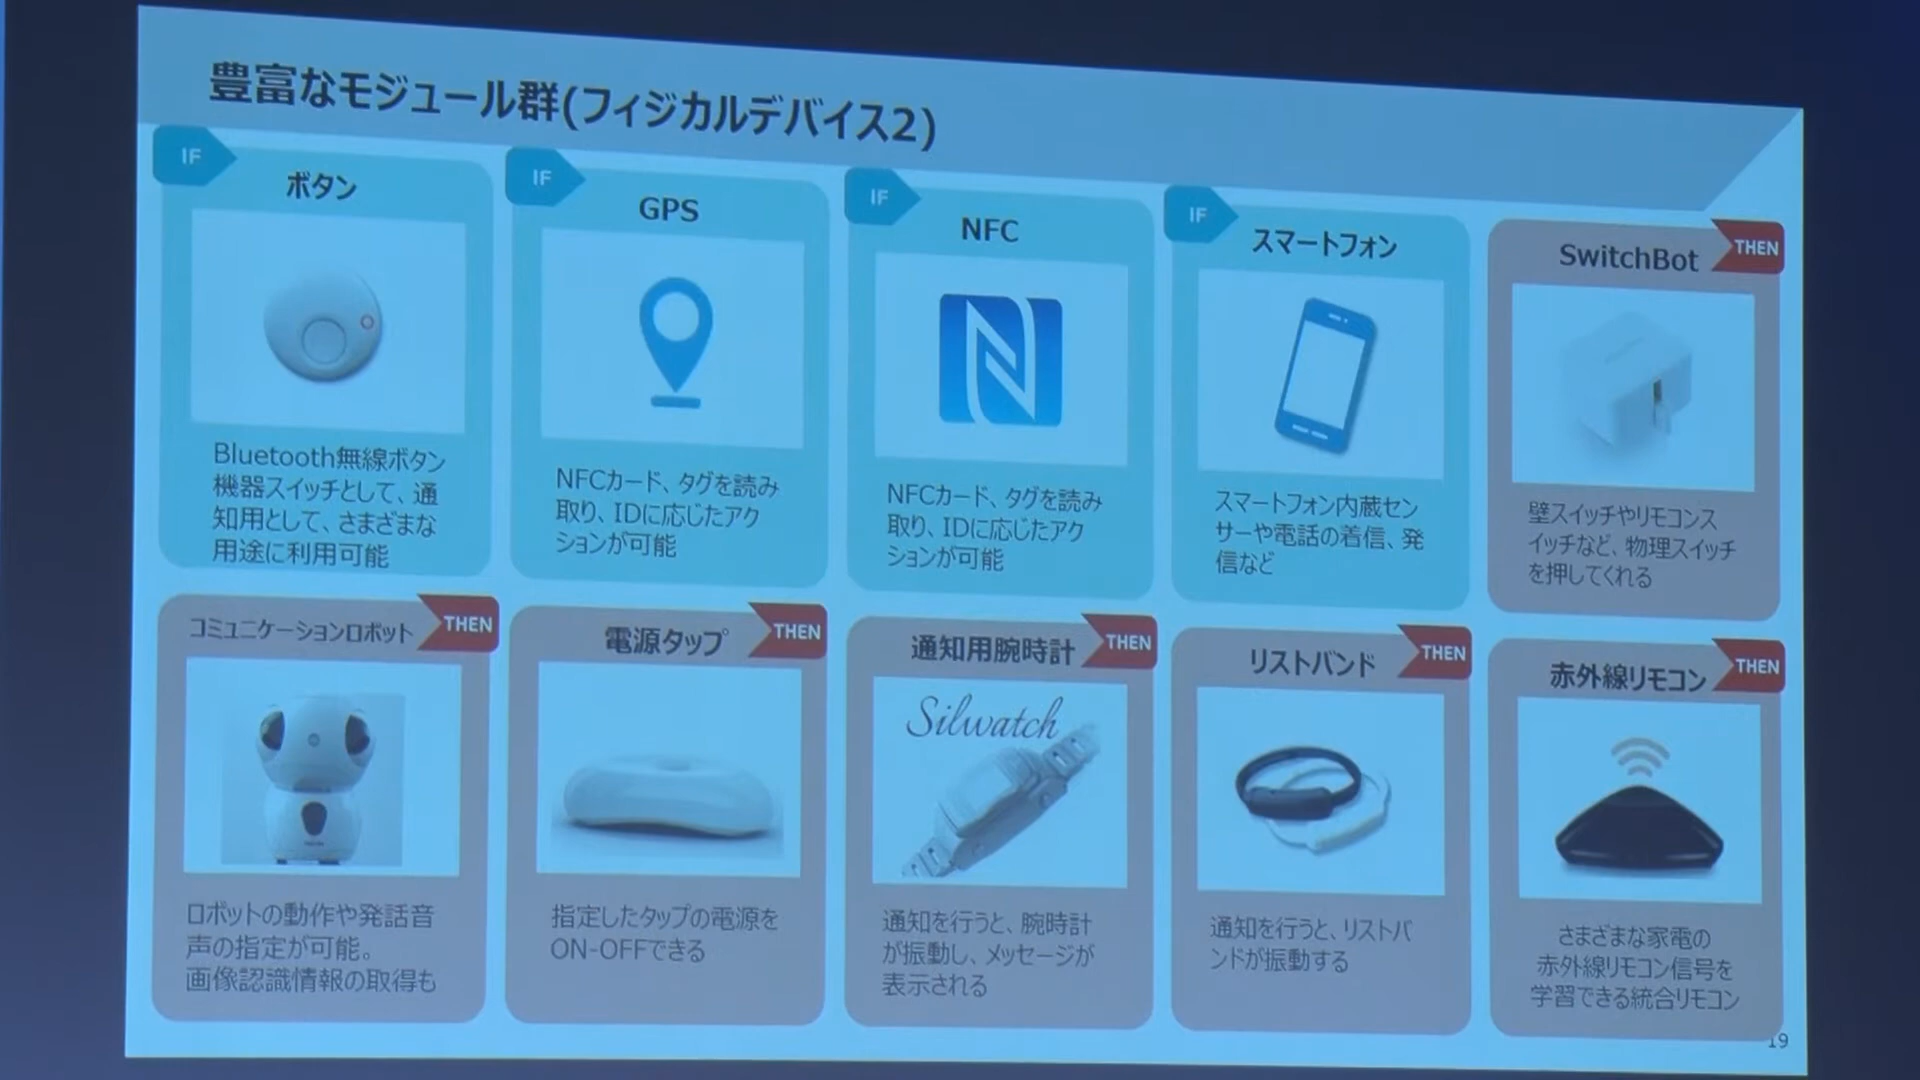 豊富なモジュール群(フィジカルデバイス2)
IF
ボタン
Bluetooth無線ボタン
機器スイッチとして、通
知用として、さまざまな
用途に利用可能
IF
GPS
NFCカード、タグを読み
取り、IDに応じたアク
ションが可能
IF
NFC
NFCカード、タグを読み
取り、IDに応じたアク
ションが可能
IF
スマートフォン
スマートフォン内蔵セン
サーや電話の着信、発
信など
THEN
SwitchBot
壁スイッチやリモコンス
イッチなど、物理スイッチ
を押してくれる
THEN
コミュニケーションロボット
ロボットの動作や発話音
声の指定が可能。
画像認識情報の取得も
THEN
電源タップ
指定したタップの電源を
ON-OFFできる
THEN
通知用腕時計
Silwatch
通知を行うと、腕時計
が振動し、メッセージが
表示される
THEN
リストバンド
通知を行うと、リストバ
ンドが振動する
THEN
赤外線リモコン
さまざまな家電の
赤外線リモコン信号を
学習できる統合リモコン
19